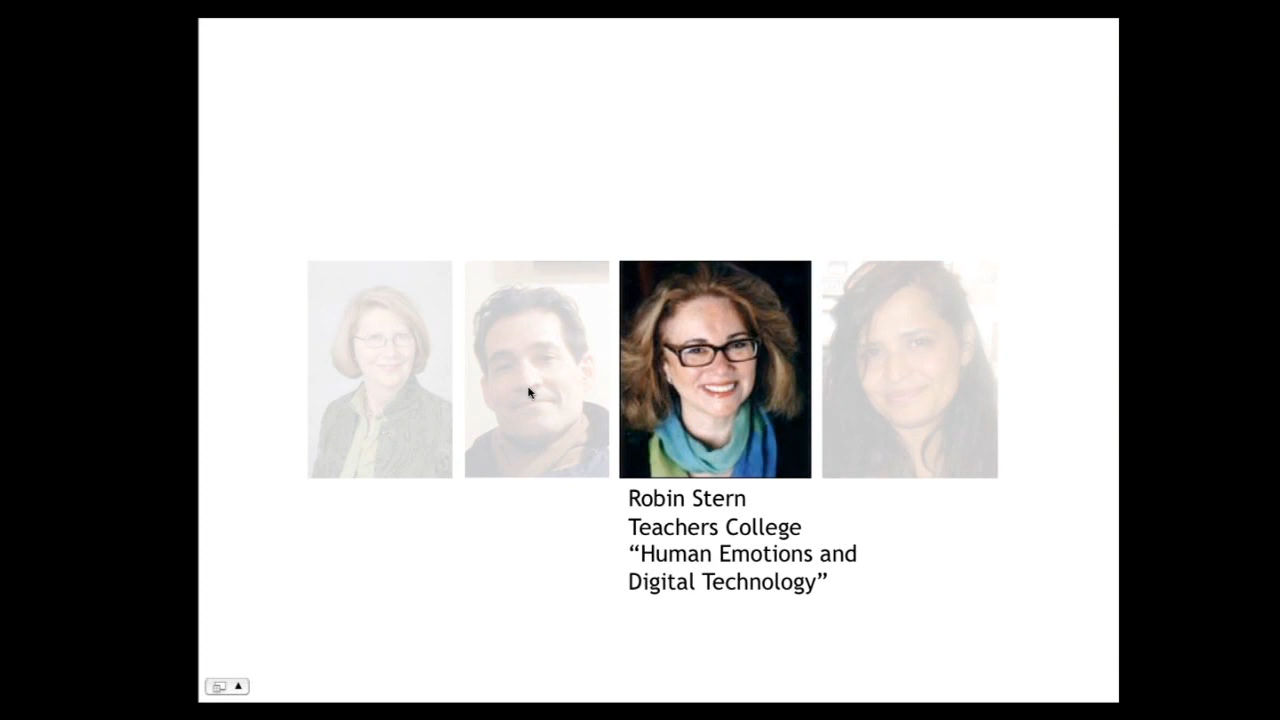 Robin Stern
Teachers College
“Human Emotions and
Digital Technology”